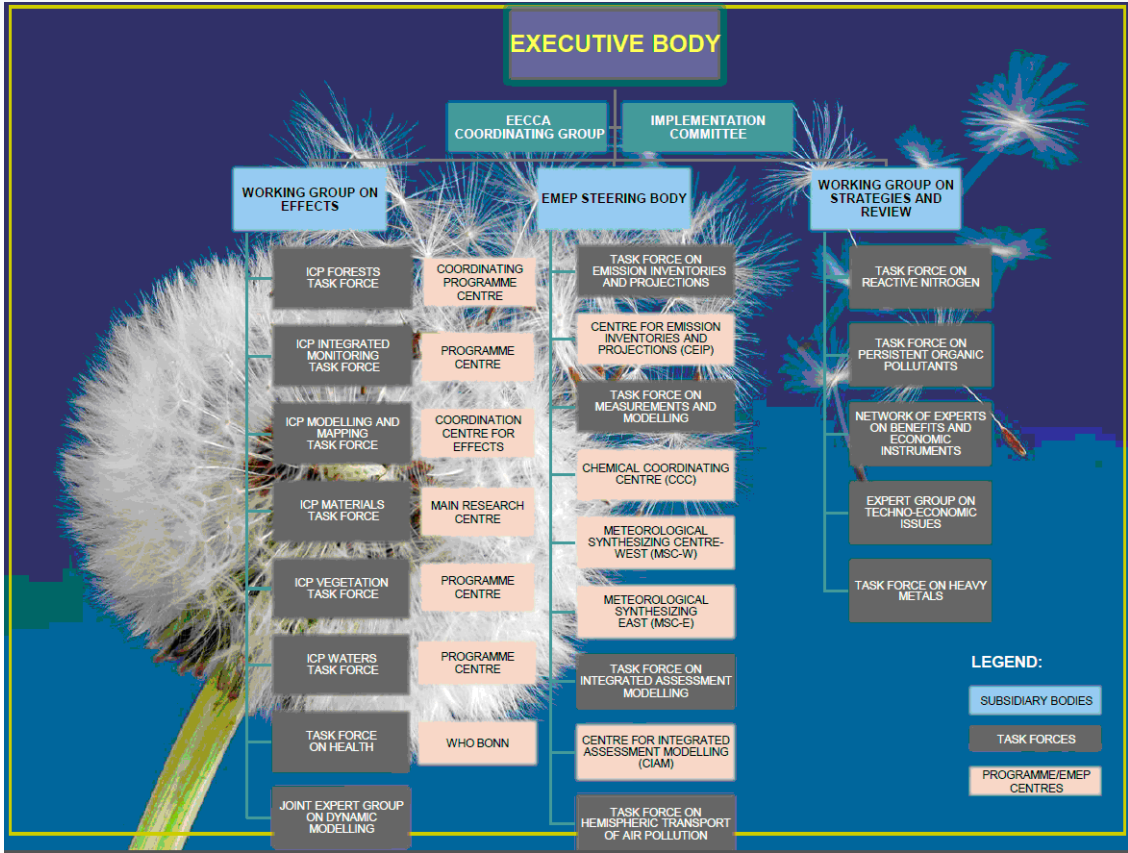 EXECUTIVE BODY
EECCA
COORDINATING GROUP
IMPLEMENTATION
COMMITTEE
WORKING GROUP ON
EFFECTS
ICP FORESTS
TASK FORCE
COORDINATING
PROGRAMME
CENTRE
ICP INTEGRATED
MONITORING
TASK FORCE
PROGRAMME
CENTRE
ICP MODELLING AND
MAPPING
TASK FORCE
COORDINATION
CENTRE FOR
EFFECTS
ICP MATERIALS
TASK FORCE
MAIN RESEARCH
CENTRE
ICP VEGETATION
TASK FORCE
PROGRAMME
CENTRE
ICP WATERS
TASK FORCE
PROGRAMME
CENTRE
TASK FORCE
ON HEALTH
WHO BONN
JOINT EXPERT GROUP
ON DYNAMIC
MODELLING
EMEP STEERING BODY
TASK FORCE ON
EMISSION INVENTORIES
AND PROJECTIONS
CENTRE FOR EMISSION
INVENTORIES AND
PROJECTIONS (CEIP)
TASK FORCE ON
MEASUREMENTS AND
MODELLING
CHEMICAL COORDINATING
CENTRE (CCC)
METEOROLOGICAL
SYNTHESIZING CENTRE-
WEST (MSC-W)
METEOROLOGICAL
SYNTHESIZING
EAST (MSC-E)
TASK FORCE ON
INTEGRATED ASSESSMENT
MODELLING
CENTRE FOR INTEGRATED
ASSESSMENT MODELLING
(CIAM)
TASK FORCE ON
HEMISPHERIC TRANSPORT
OF AIR POLLUTION
WORKING GROUP ON
STRATEGIES AND
REVIEW
TASK FORCE ON
REACTIVE NITROGEN
TASK FORCE ON
PERSISTENT ORGANIC
POLLUTANTS
NETWORK OF EXPERTS
ON BENEFITS AND
ECONOMIC
INSTRUMENTS
EXPERT GROUP ON
TECHNO-ECONOMIC
ISSUES
TASK FORCE ON HEAVY
METALS
LEGEND:
SUBSIDIARY BODIES
TASK FORCES
PROGRAMME/EMEP
CENTRES